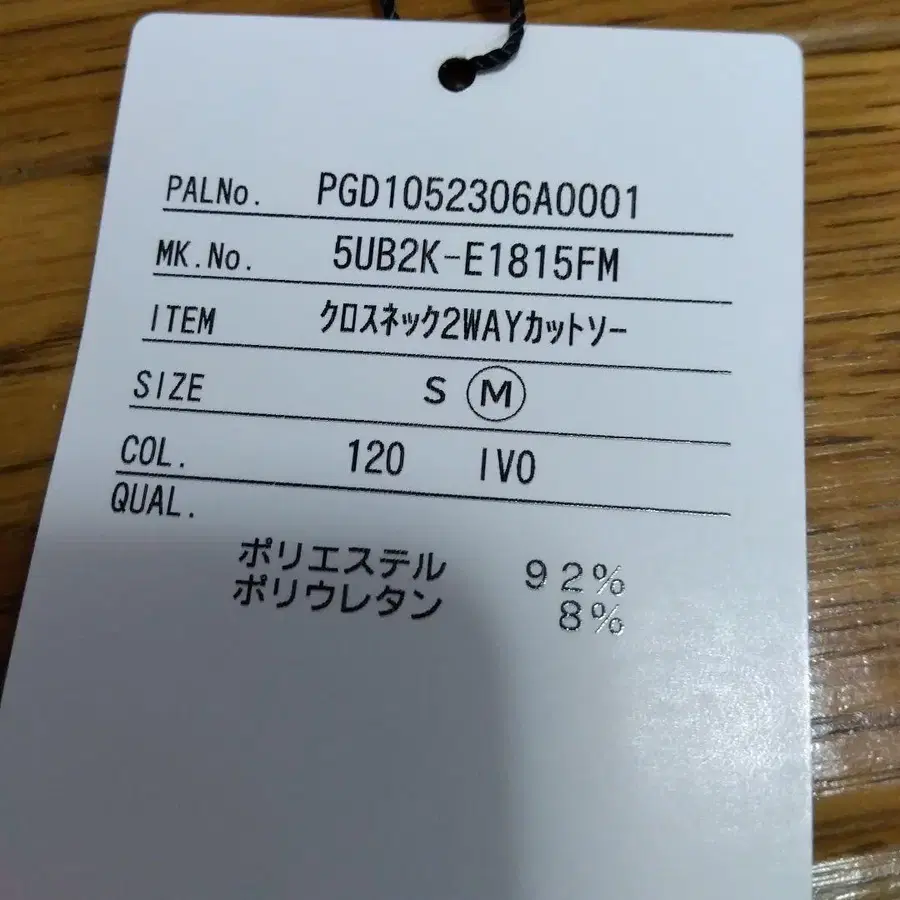 PALNo. PGD1052306A0001
MK.No. 5UB2K-E1815FM
ITEM クロスネック2WAYカットソー
SIZE S M
COL. 120 IVO
QUAL.
ポリエステル 92%
ポリウレタン 8%